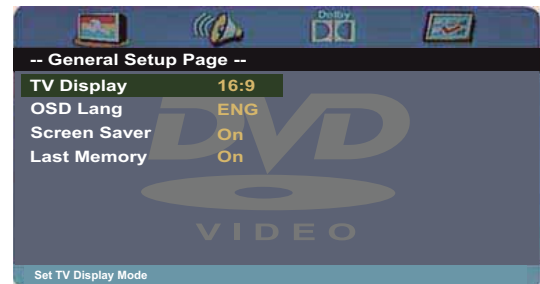 Dolby
-- General Setup Page --
TV Display 16:9
OSD Lang ENG
Screen Saver On
Last Memory On
DVD
VIDEO
Set TV Display Mode